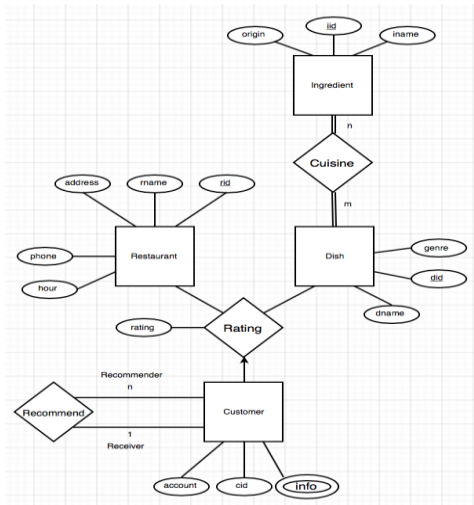 iid
origin
iname
Ingredient
n
Cuisine
m
address
rname
rid
Restaurant
Dish
genre
phone
did
hour
dname
rating
Rating
Recommender
n
Recommend
Customer
1
Receiver
account
cid
info